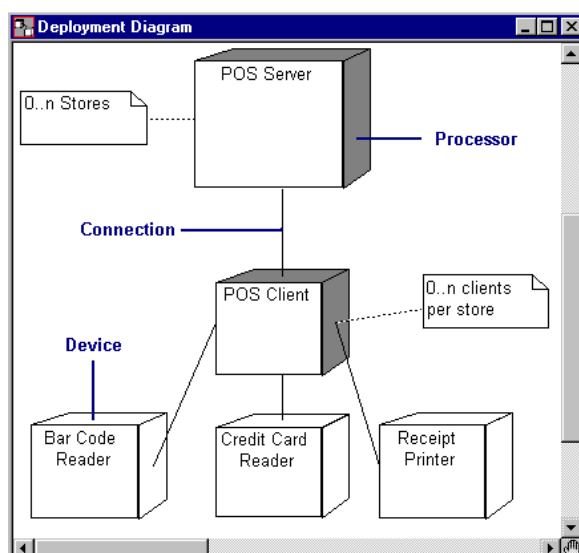 Deployment Diagram
POS Server
0..n Stores
Processor
Connection
POS Client
0..n clients
per store
Device
Bar Code
Reader
Credit Card
Reader
Receipt
Printer